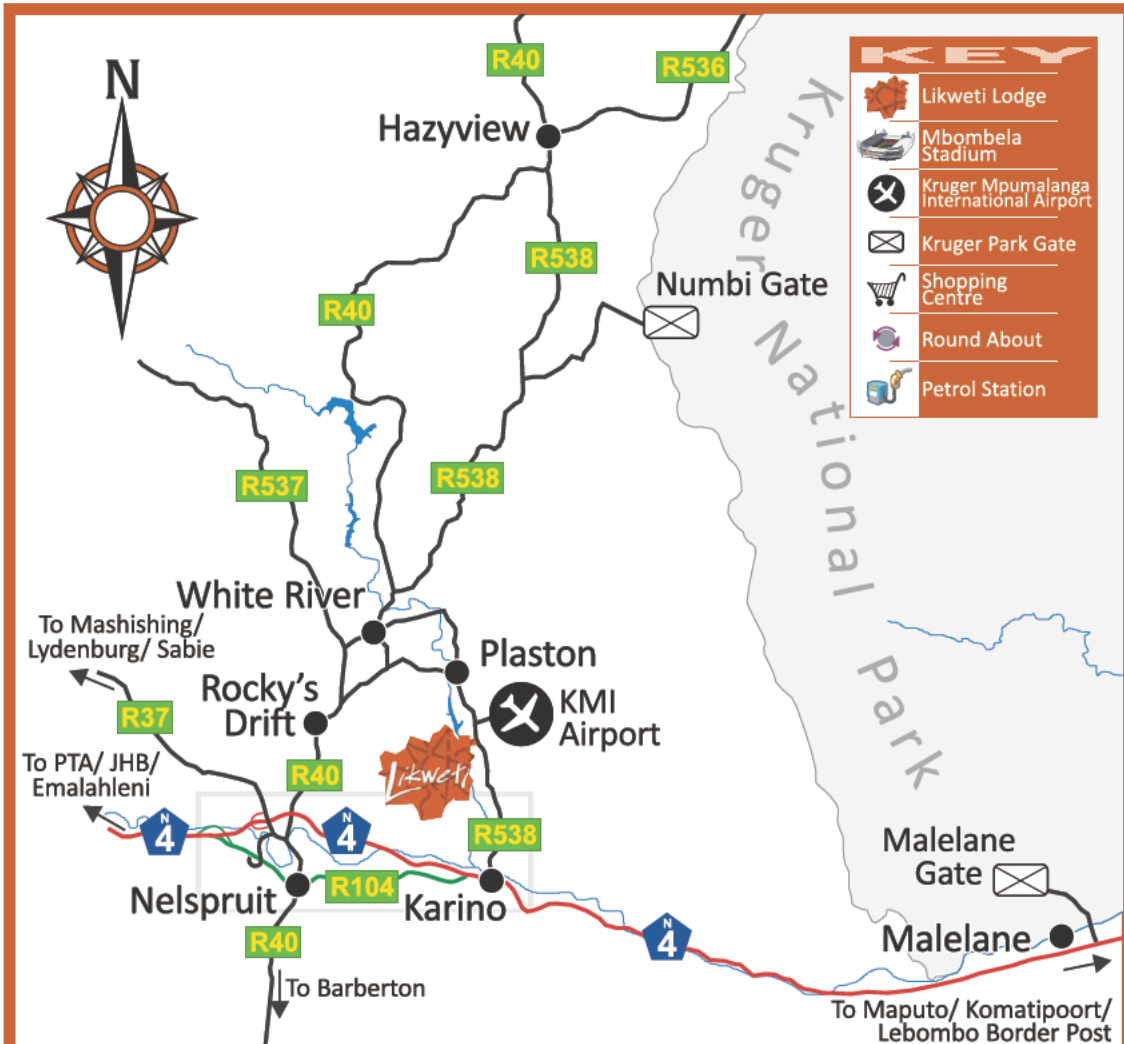 KEY
Likweti Lodge
Mbombela
Stadium
Kruger Mpumalanga
International Airport
Kruger Park Gate
Shopping
Centre
Round About
Petrol Station
N
R40
R536
Hazyview
R538
Numbi Gate
R40
Kruger National Park
R537
R538
White River
To Mashishing/
Lydenburg/ Sabie
Plaston
Rocky's
Drift
R37
KMI
Airport
To PTA/ JHB/
Emalahleni
R40
Likweti
N
4
N
4
R538
Malelane
Gate
Nelspruit
R104
Karino
R40
N
4
Malelane
To Barberton
To Maputo/ Komatipoort/
Lebombo Border Post